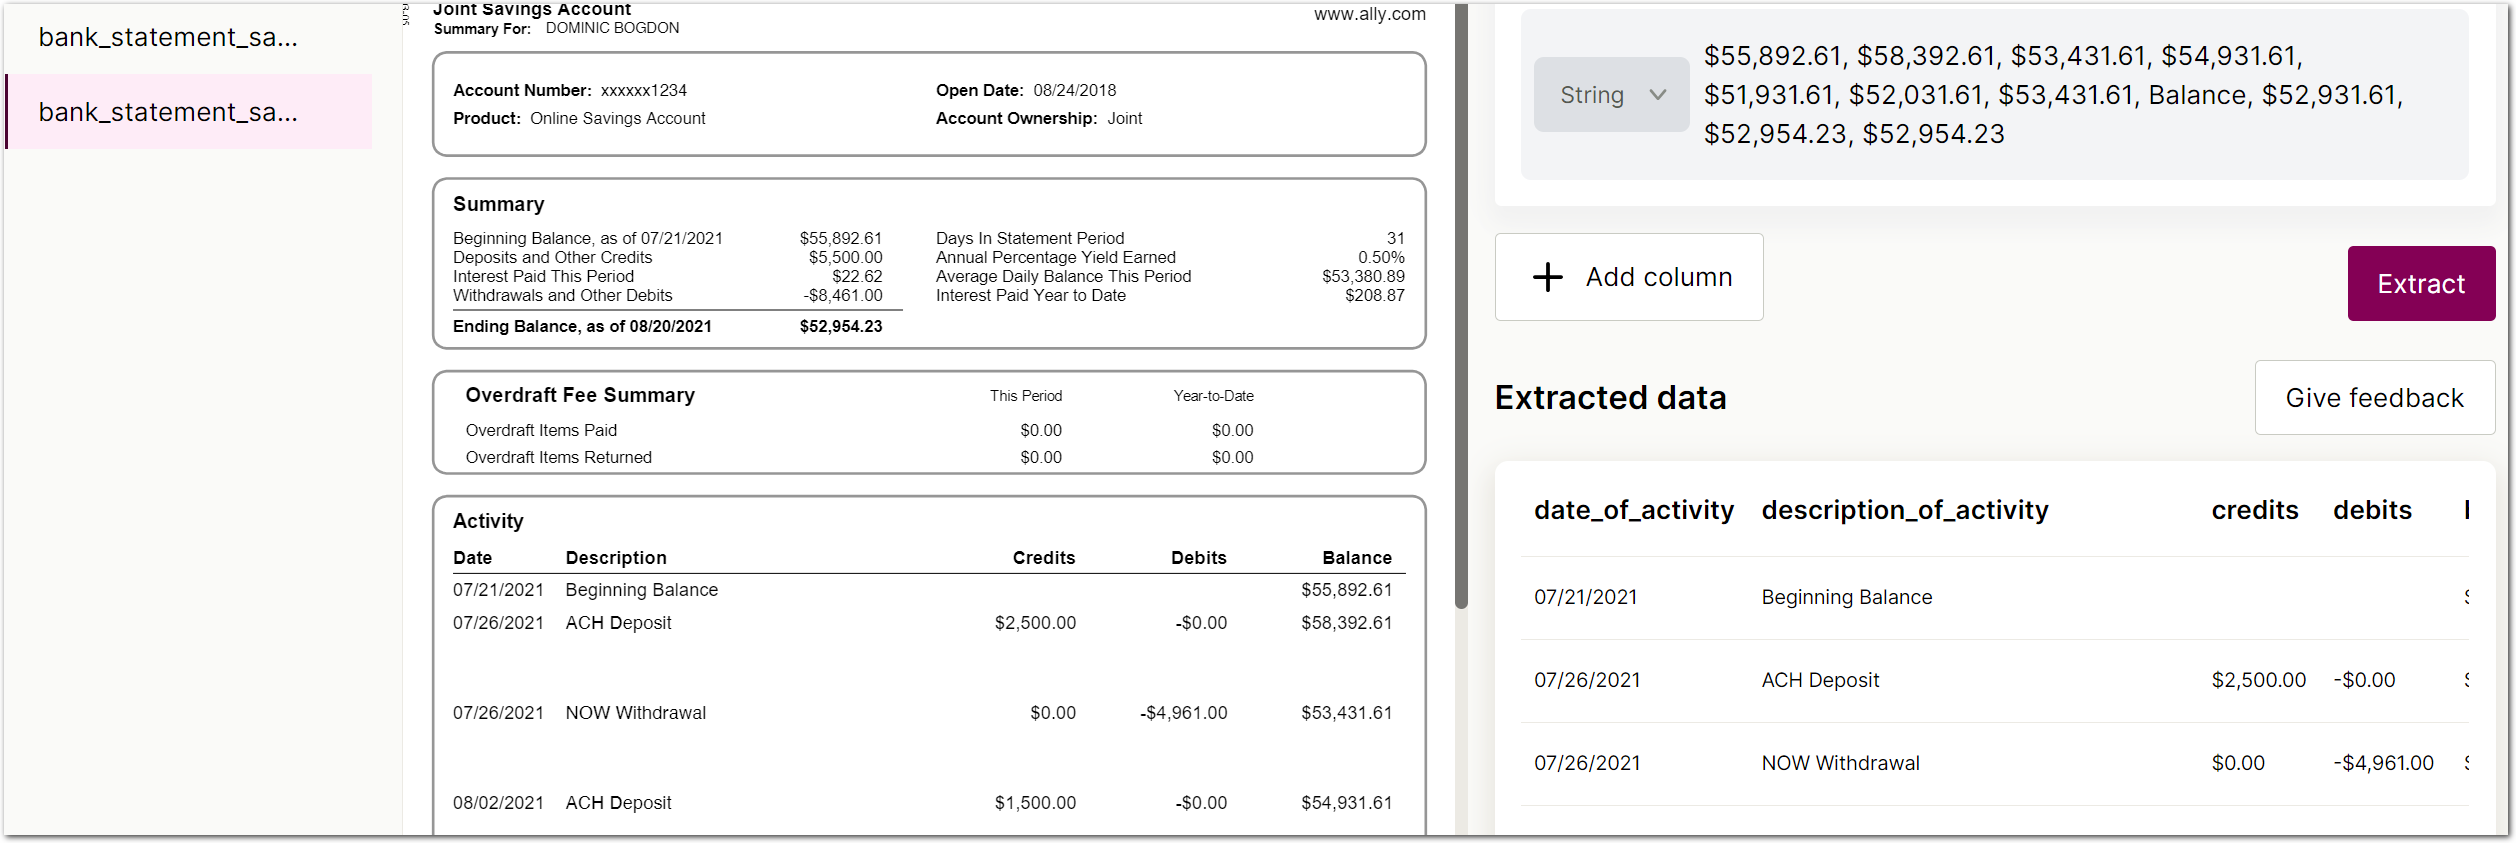 bank_statement_sa...
bank_statement_sa...
Joint Savings Account
www.ally.com
Summary For: DOMINIC BOGDON
Account Number: xxxxxx1234
Open Date: 08/24/2018
Product: Online Savings Account
Account Ownership: Joint
Summary
Beginning Balance, as of 07/21/2021 $55,892.61
Deposits and Other Credits $5,500.00
Interest Paid This Period $22.62
Withdrawals and Other Debits -$8,461.00
Ending Balance, as of 08/20/2021 $52,954.23
Days In Statement Period 31
Annual Percentage Yield Earned 0.50%
Average Daily Balance This Period $53,380.89
Interest Paid Year to Date $208.87
Overdraft Fee Summary This Period Year-to-Date
Overdraft Items Paid $0.00 $0.00
Overdraft Items Returned $0.00 $0.00
Activity
Date Description Credits Debits Balance
07/21/2021 Beginning Balance $55,892.61
07/26/2021 ACH Deposit $2,500.00 -$0.00 $58,392.61
07/26/2021 NOW Withdrawal $0.00 -$4,961.00 $53,431.61
08/02/2021 ACH Deposit $1,500.00 -$0.00 $54,931.61
String
$55,892.61, $58,392.61, $53,431.61, $54,931.61,
$51,931.61, $52,031.61, $53,431.61, Balance, $52,931.61,
$52,954.23, $52,954.23
Add column
Extract
Extracted data
Give feedback
date_of_activity description_of_activity credits debits
07/21/2021 Beginning Balance
07/26/2021 ACH Deposit $2,500.00 -$0.00
07/26/2021 NOW Withdrawal $0.00 -$4,961.00